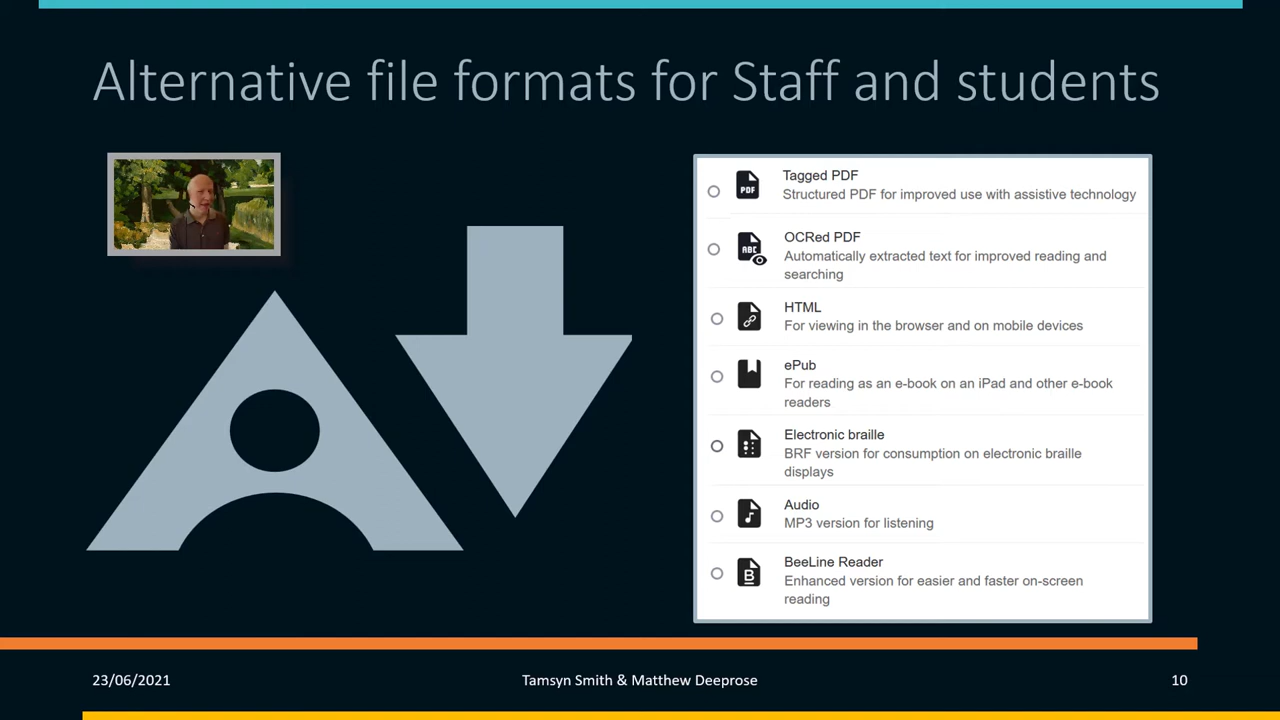 Alternative file formats for Staff and students
Tagged PDF
Structured PDF for improved use with assistive technology
OCRed PDF
Automatically extracted text for improved reading and
searching
HTML
For viewing in the browser and on mobile devices
ePub
For reading as an e-book on an iPad and other e-book
readers
Electronic braille
BRF version for consumption on electronic braille
displays
Audio
MP3 version for listening
BeeLine Reader
Enhanced version for easier and faster on-screen
reading
PDF
ABC
B
23/06/2021
Tamsyn Smith & Matthew Deeprose
10